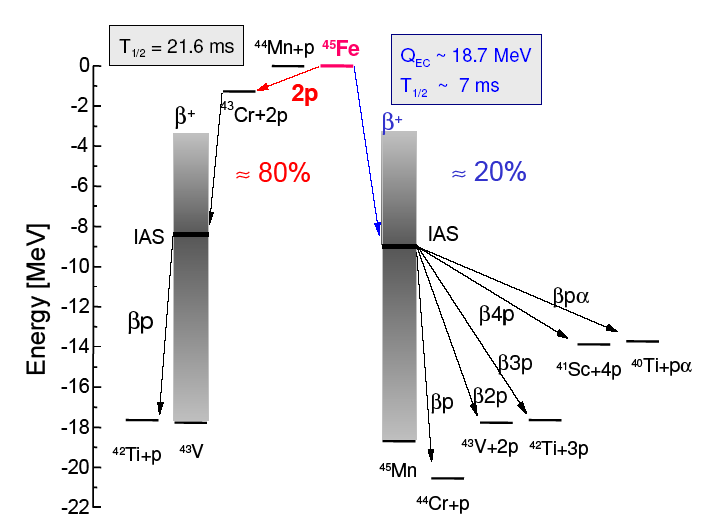 T1/2 = 21.6 ms
44Mn+p
45Fe
QEC ~ 18.7 MeV
T1/2 ~ 7 ms
0
-2
-4
-6
-8
-10
-12
-14
-16
-18
-20
-22
Energy [MeV]
2p
43Cr+2p
β+
β+
≈ 80%
≈ 20%
IAS
IAS
βp
βpα
β4p
β3p
β2p
βp
41Sc+4p
40Ti+pα
42Ti+p
43V
45Mn
43V+2p
42Ti+3p
44Cr+p